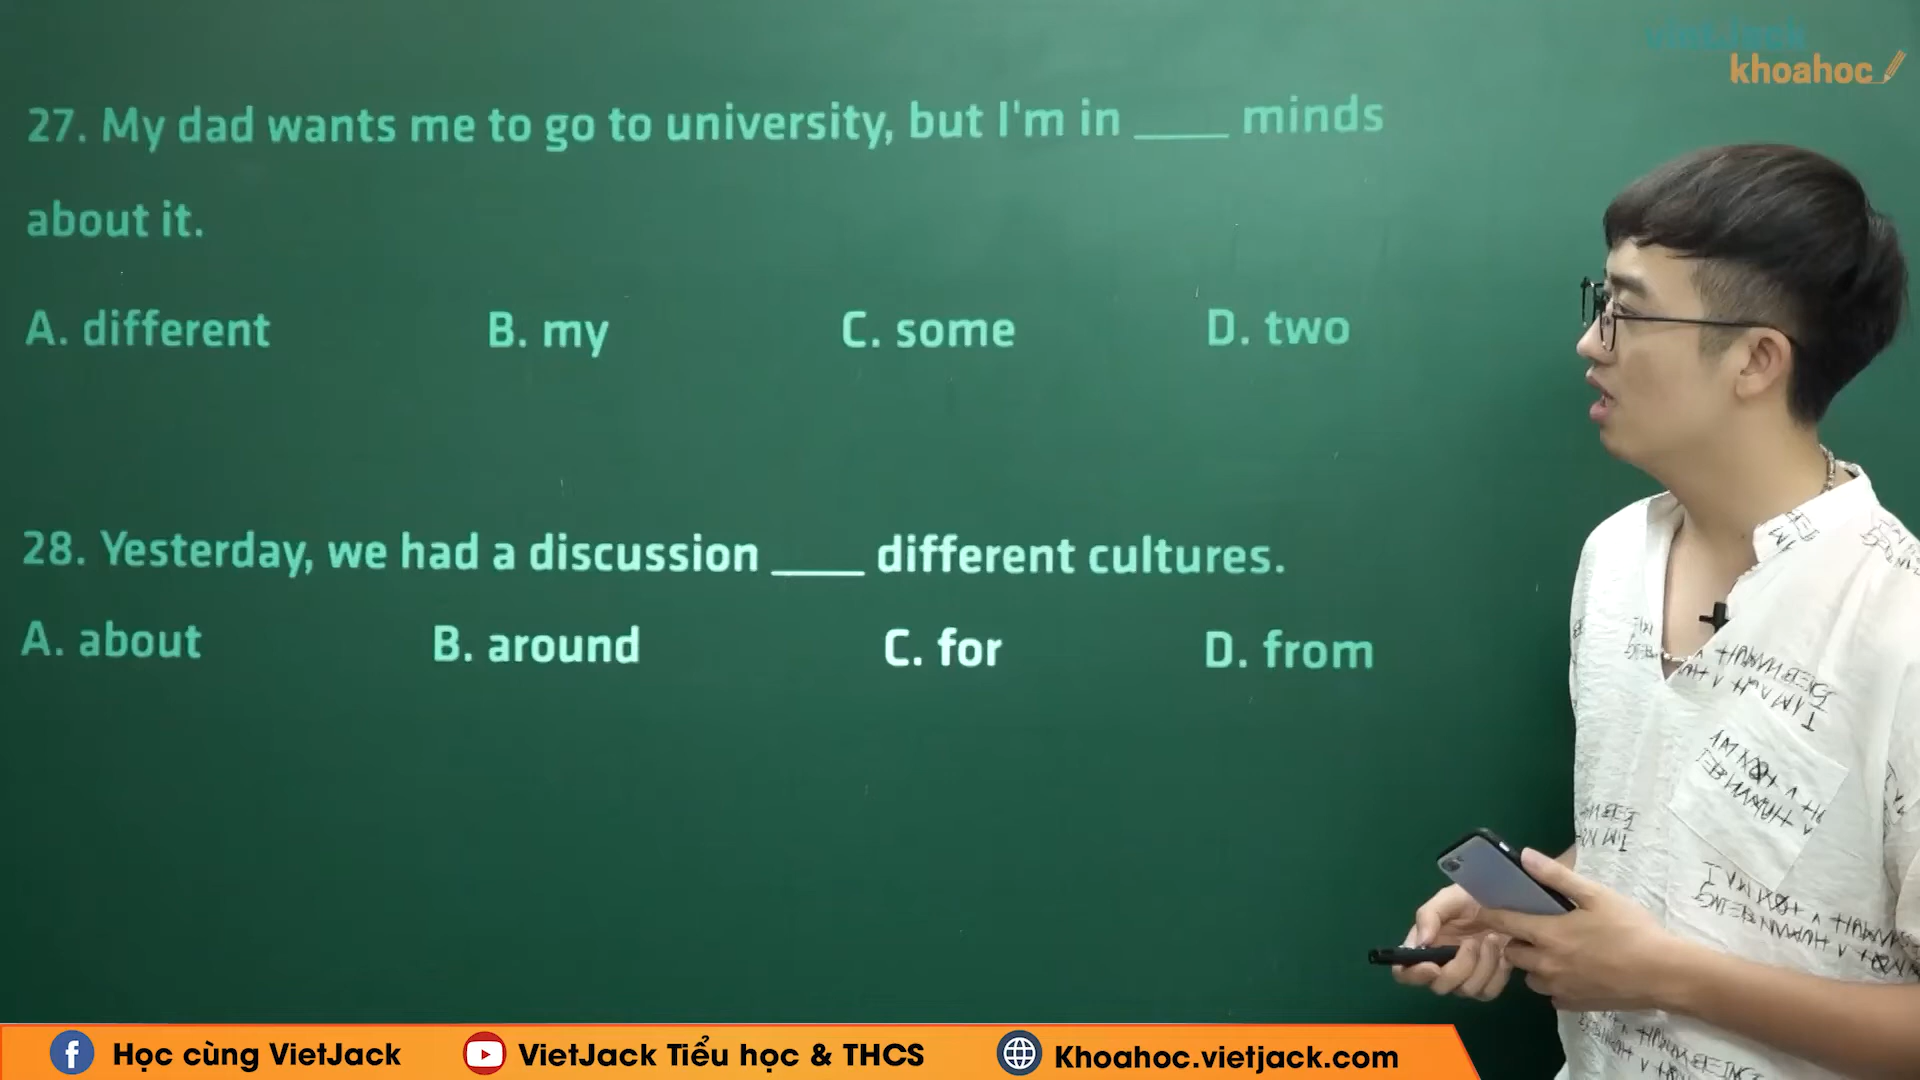 vietjack
khoahoc
27. My dad wants me to go to university, but I'm in ____ minds
about it.
A. different B. my C. some D. two
28. Yesterday, we had a discussion ____ different cultures.
A. about B. around C. for D. from
Học cùng VietJack VietJack Tiểu học & THCS Khoahoc.vietjack.com